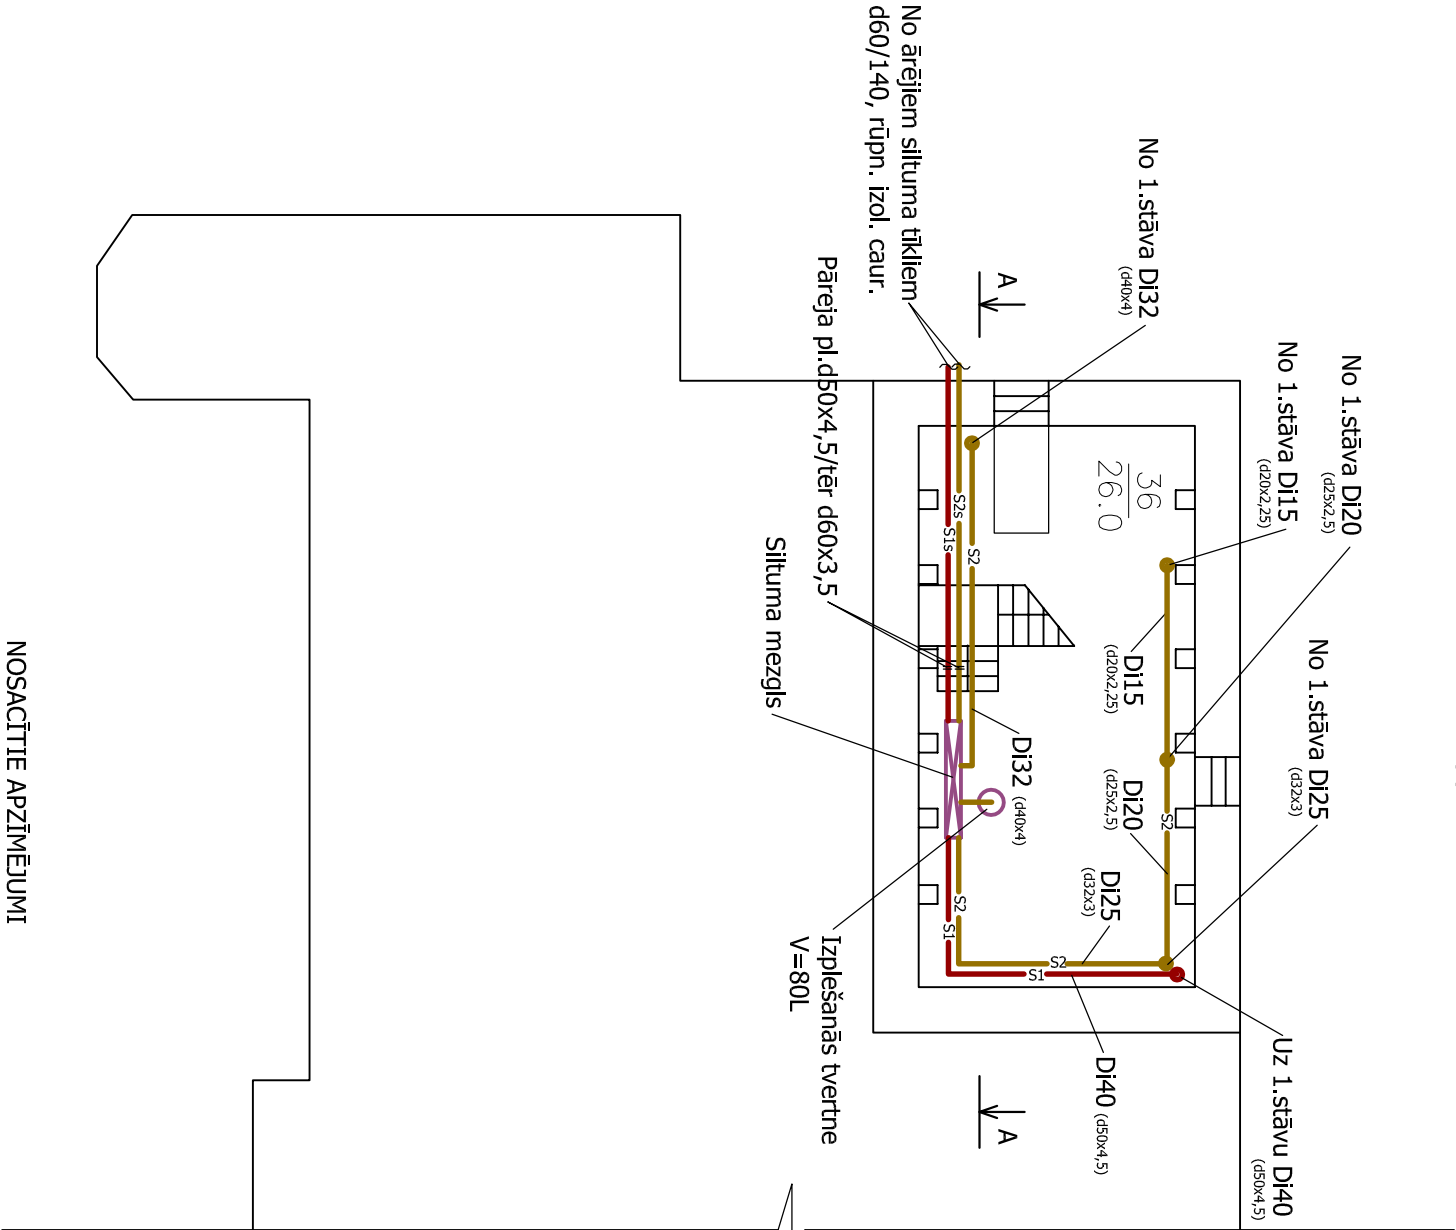 No 1.stāva Di20
(d25x2,5)
No 1.stāva Di15
(d20x2,25)
No 1.stāva Di25
(d32x3)
Uz 1.stāvu Di40
(d50x4,5)
No 1.stāva Di32
(d40x4)
36
26.0
Di15
(d20x2,25)
Di20
(d25x2,5)
S2
Di25
(d32x3)
Di40 (d50x4,5)
S2
S1
A
A
Di32 (d40x4)
S2
S2s
S1s
S2
S1
No ārējiem siltuma tīkliem
d60/140, rūpn. izol. caur.
Pāreja pl.d50x4,5/tēr d60x3,5
Siltuma mezgls
Izplešanās tvertne
V=80L
NOSACĪTIE APZĪMĒJUMI